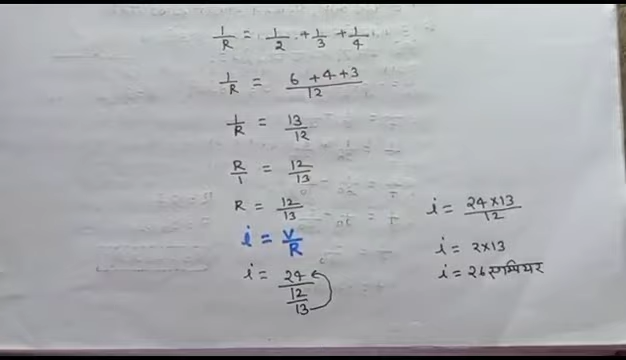 1/R = 1/2 + 1/3 + 1/4
1/R = 6 + 4 + 3 / 12
1/R = 13/12
R/1 = 12/13
R = 12/13
i = V/R
i = 24 / 12/13
i = 24 × 13 / 12
i = 2 × 13
i = 26 एम्पियर